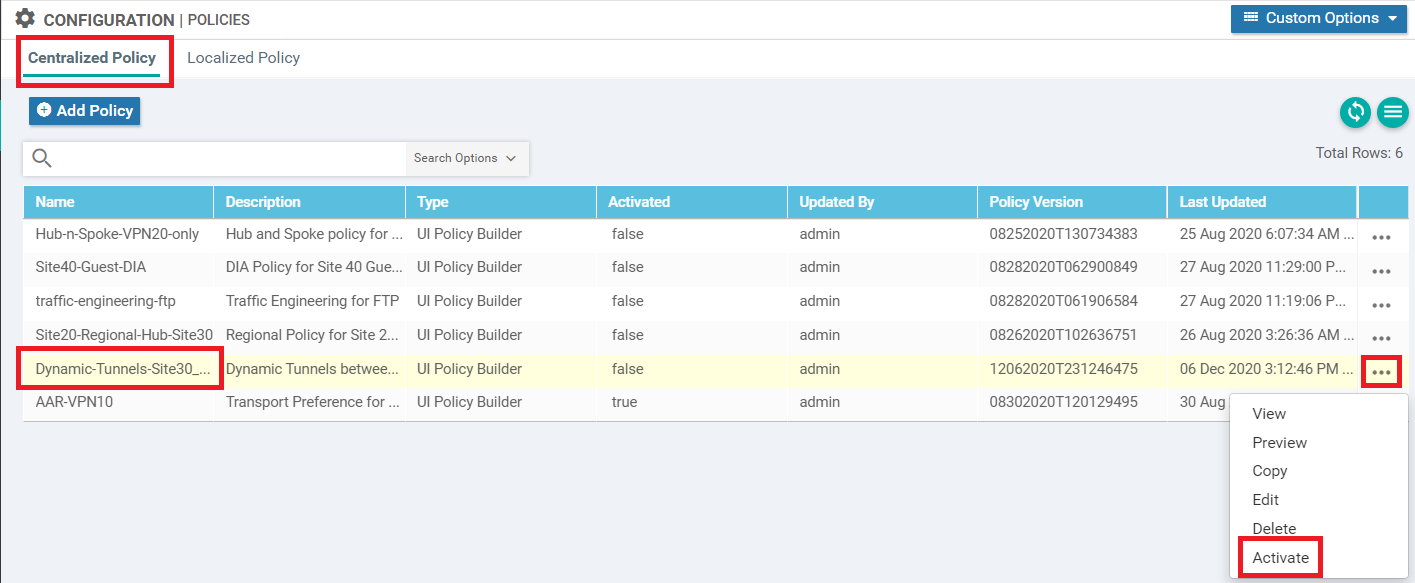 CONFIGURATION | POLICIES
Custom Options
Centralized Policy Localized Policy
Add Policy
Search Options
Total Rows: 6
Name Description Type Activated Updated By Policy Version Last Updated
Hub-n-Spoke-VPN20-only Hub and Spoke policy for ... UI Policy Builder false admin 08252020T130734383 25 Aug 2020 6:07:34 AM ...
Site40-Guest-DIA DIA Policy for Site 40 Gue... UI Policy Builder false admin 08282020T062900849 27 Aug 2020 11:29:00 P...
traffic-engineering-ftp Traffic Engineering for FTP UI Policy Builder false admin 08282020T061906584 27 Aug 2020 11:19:06 P...
Site20-Regional-Hub-Site30 Regional Policy for Site 2... UI Policy Builder false admin 08262020T102636751 26 Aug 2020 3:26:36 AM ...
Dynamic-Tunnels-Site30_... Dynamic Tunnels betwee... UI Policy Builder false admin 12062020T231246475 06 Dec 2020 3:12:46 PM ...
AAR-VPN10 Transport Preference for ... UI Policy Builder true admin 08302020T120129495 30 Aug
View
Preview
Copy
Edit
Delete
Activate